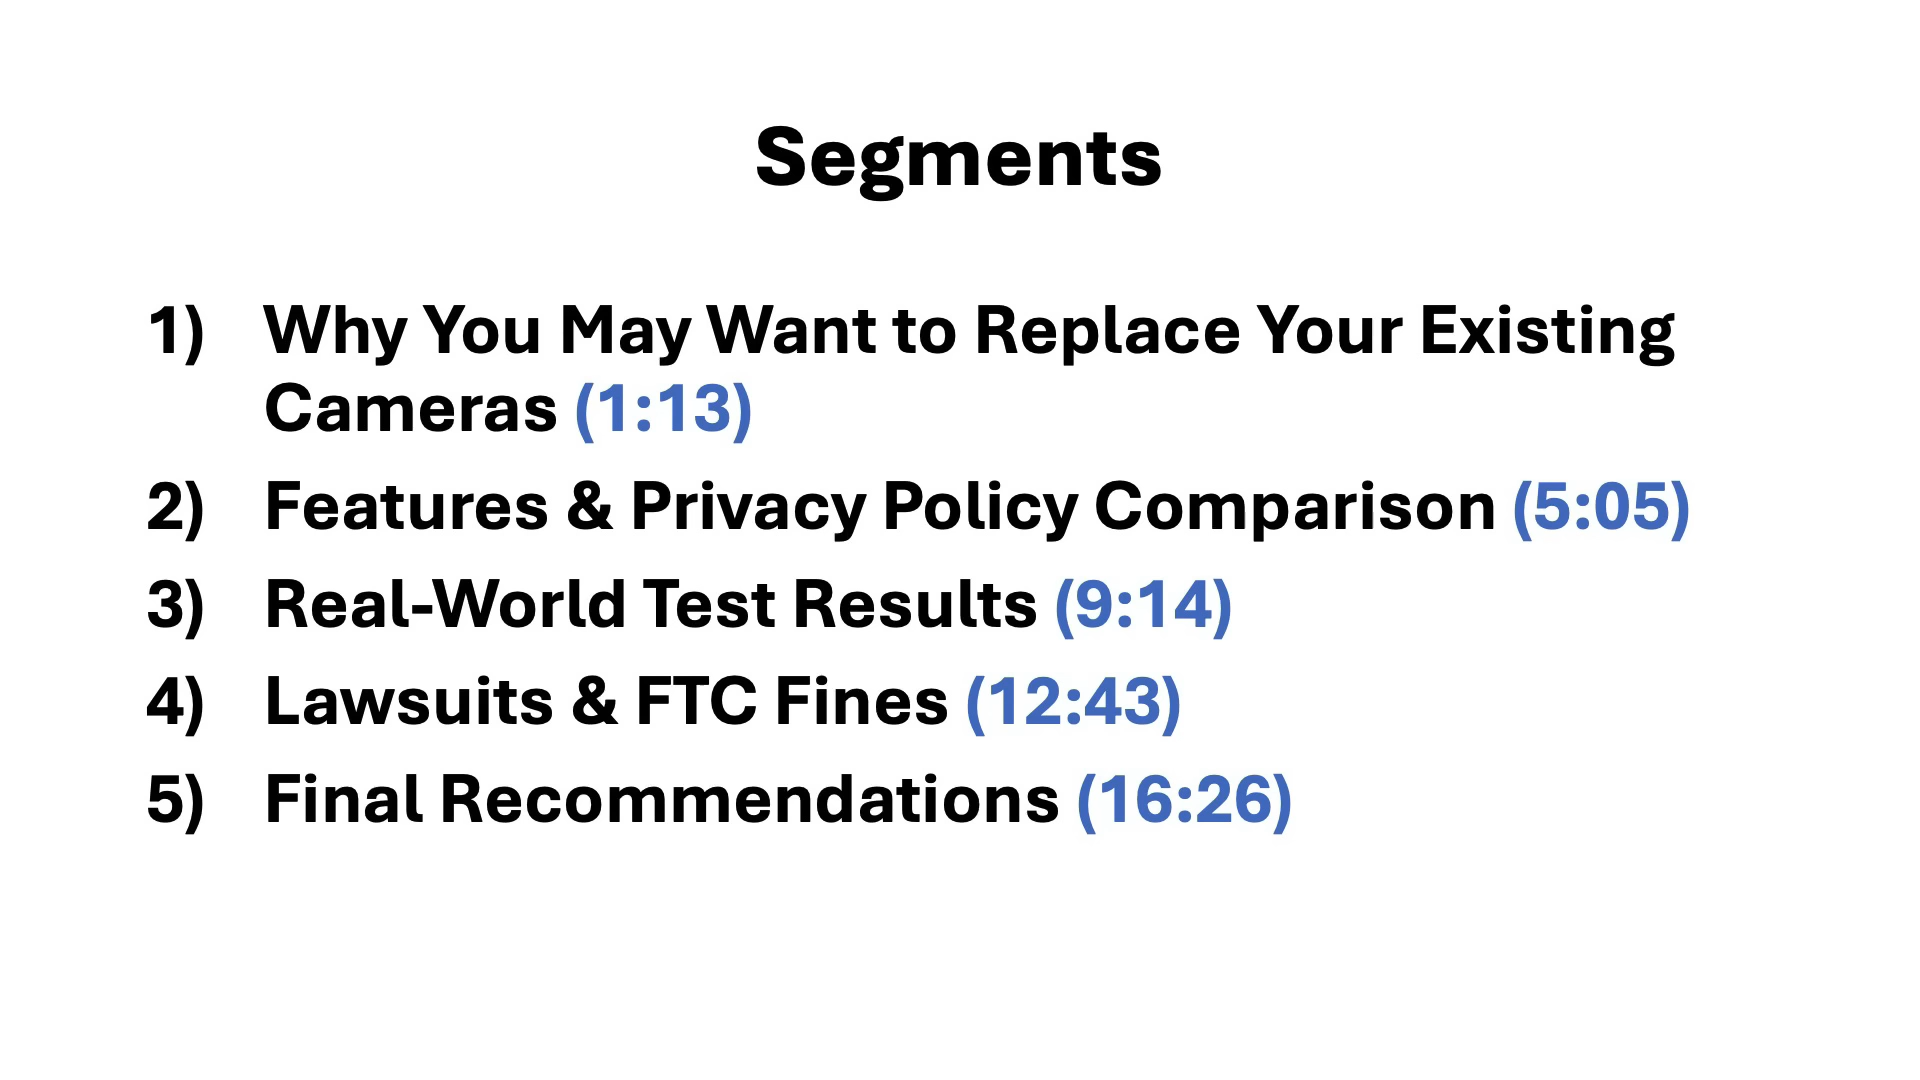 Segments
1) Why You May Want to Replace Your Existing
Cameras (1:13)
2) Features & Privacy Policy Comparison (5:05)
3) Real-World Test Results (9:14)
4) Lawsuits & FTC Fines (12:43)
5) Final Recommendations (16:26)